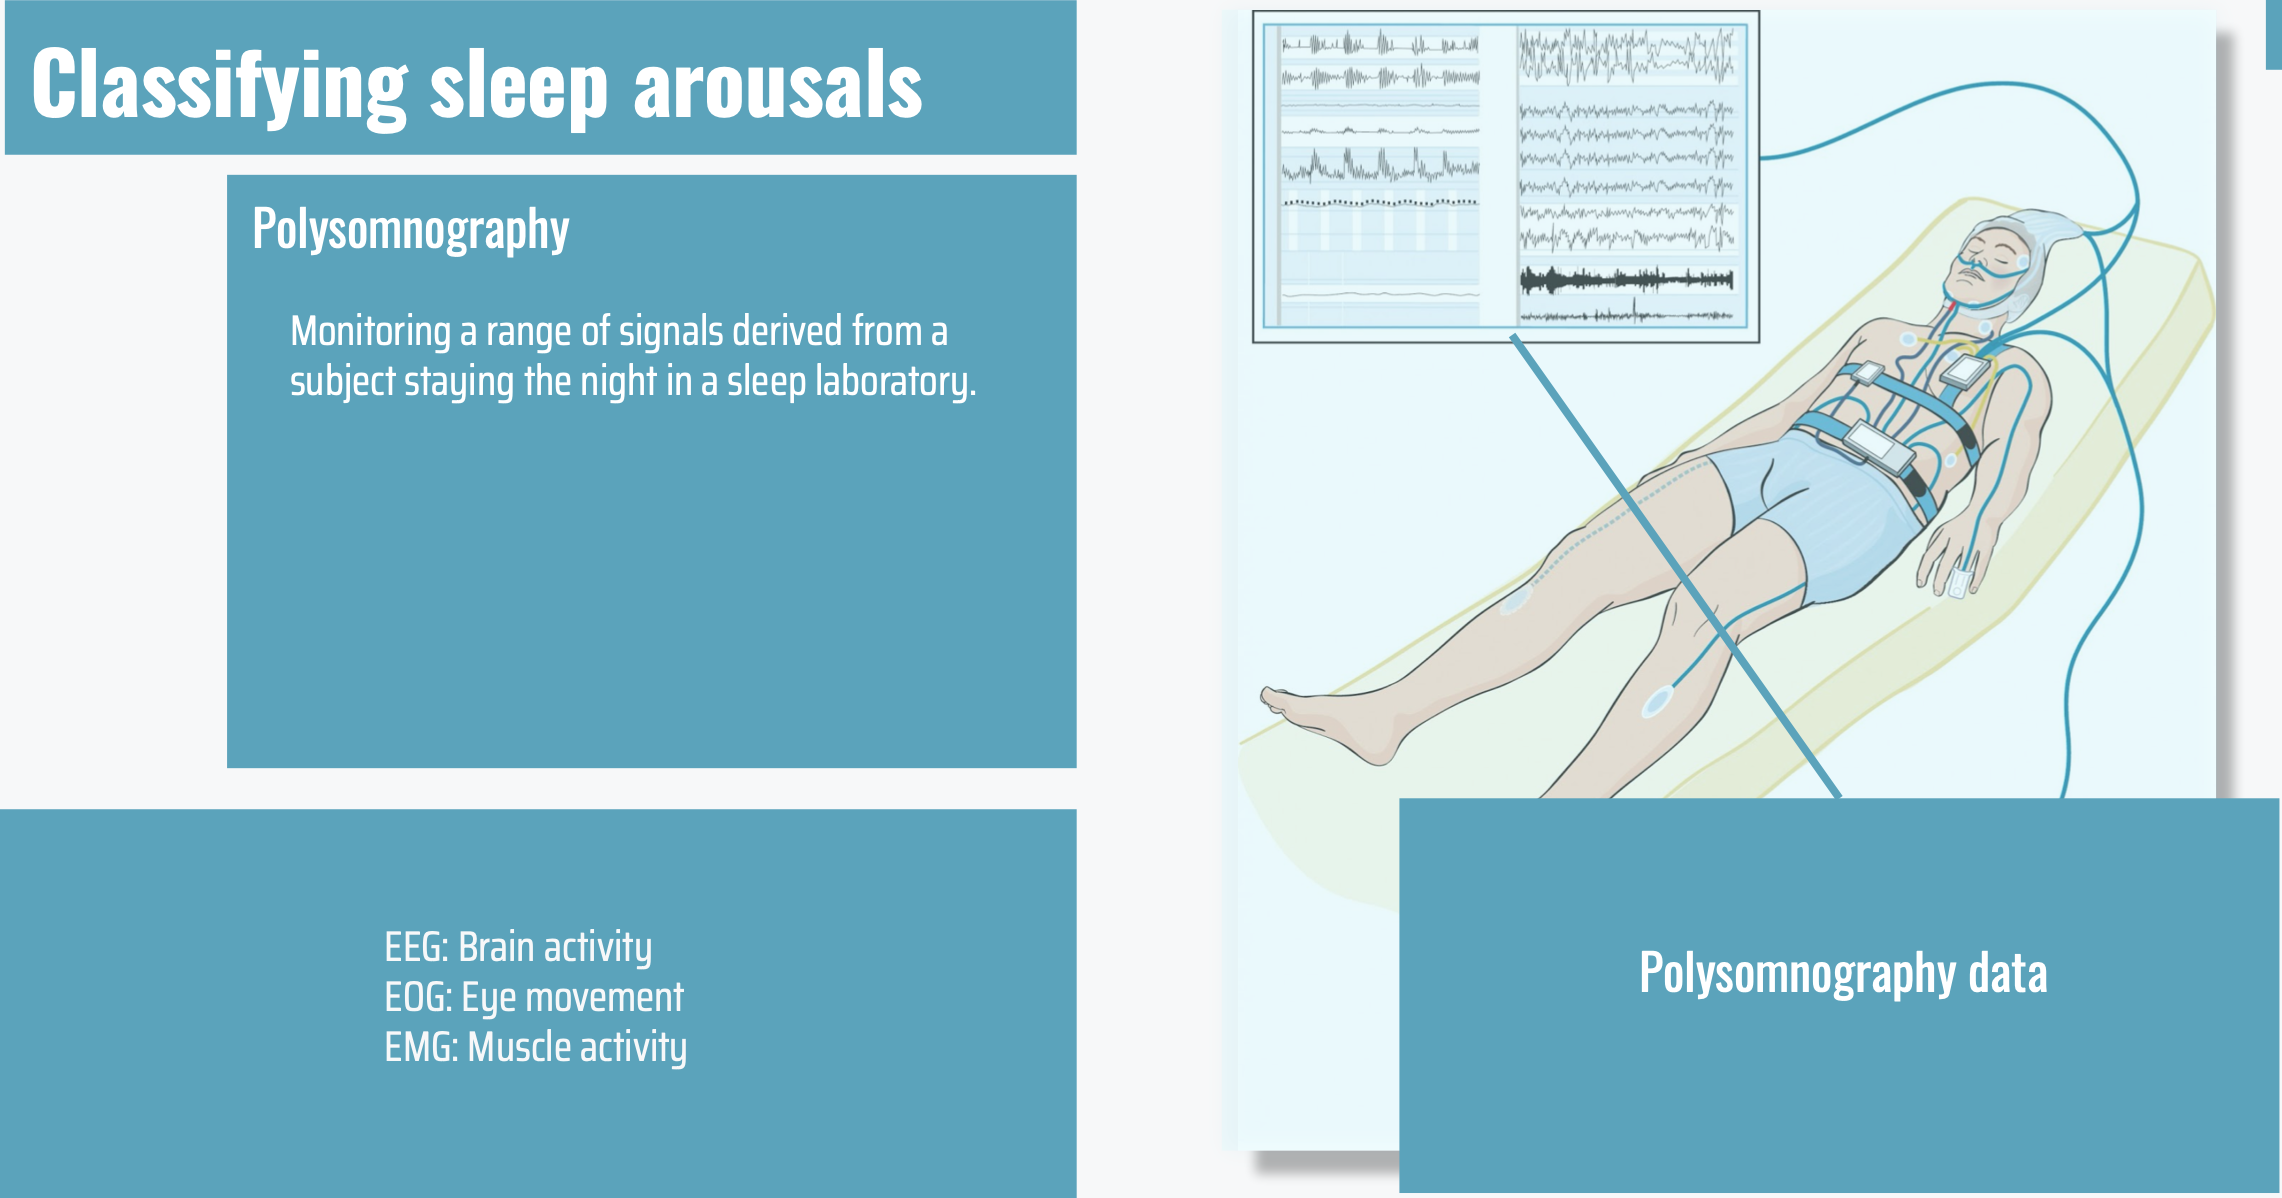 Classifying sleep arousals
Polysomnography
Monitoring a range of signals derived from a
subject staying the night in a sleep laboratory.
EEG: Brain activity
EOG: Eye movement
EMG: Muscle activity
Polysomnography data